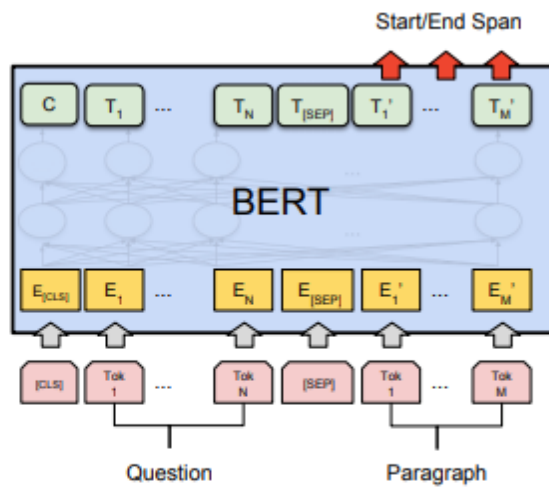 Start/End Span
C T1 ... TN T[SEP] T1' ... TM'
...
BERT
...
E[CLS] E1 ... EN E[SEP] E1' ... EM'
[CLS] Tok 1 ... Tok N [SEP] Tok 1 ... Tok M
Question Paragraph